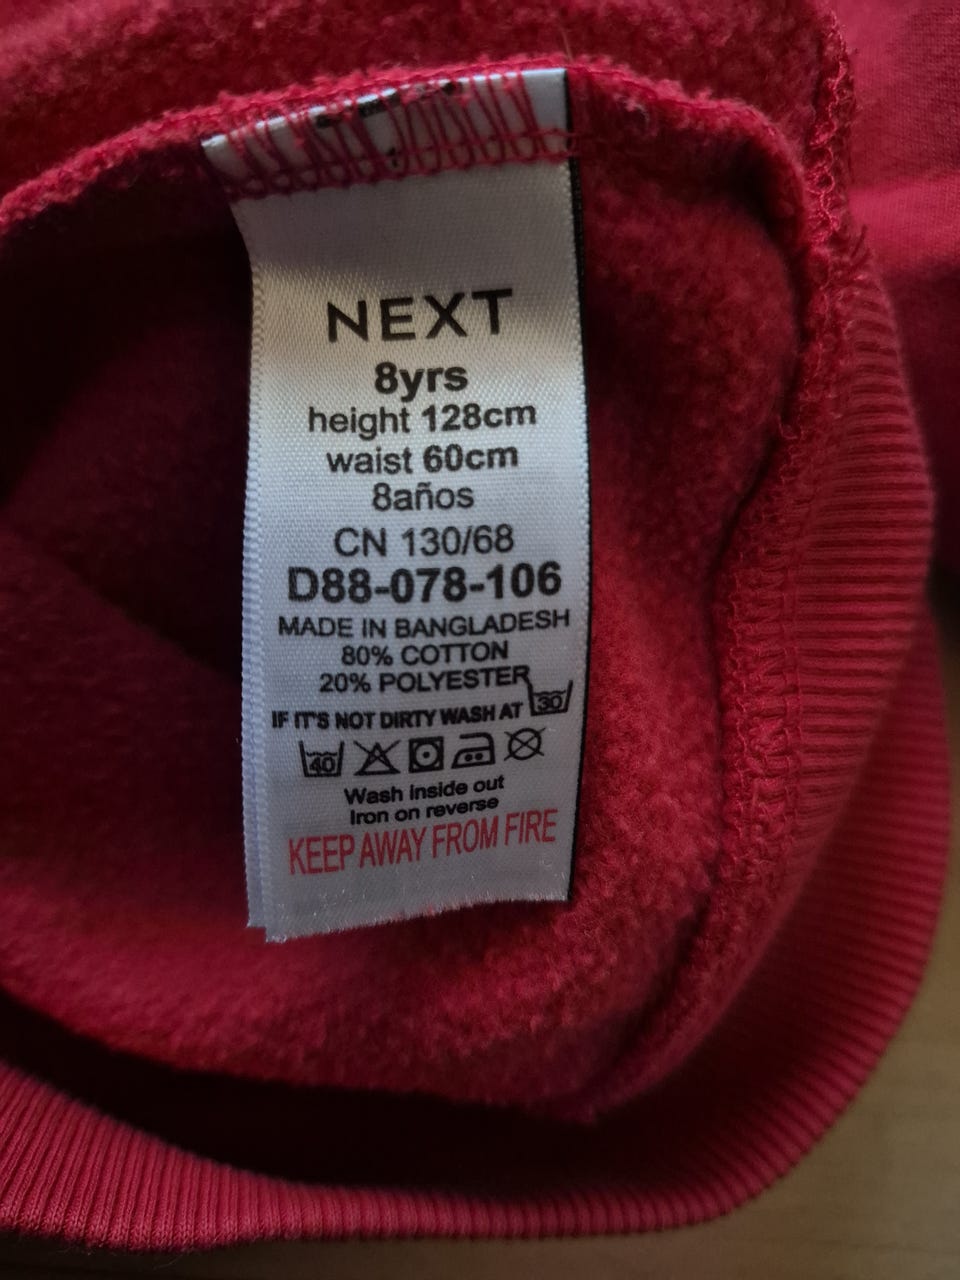 NEXT
8yrs
height 128cm
waist 60cm
8años
CN 130/68
D88-078-106
MADE IN BANGLADESH
80% COTTON
20% POLYESTER
IF IT'S NOT DIRTY WASH AT 30
40
Wash inside out
Iron on reverse
KEEP AWAY FROM FIRE